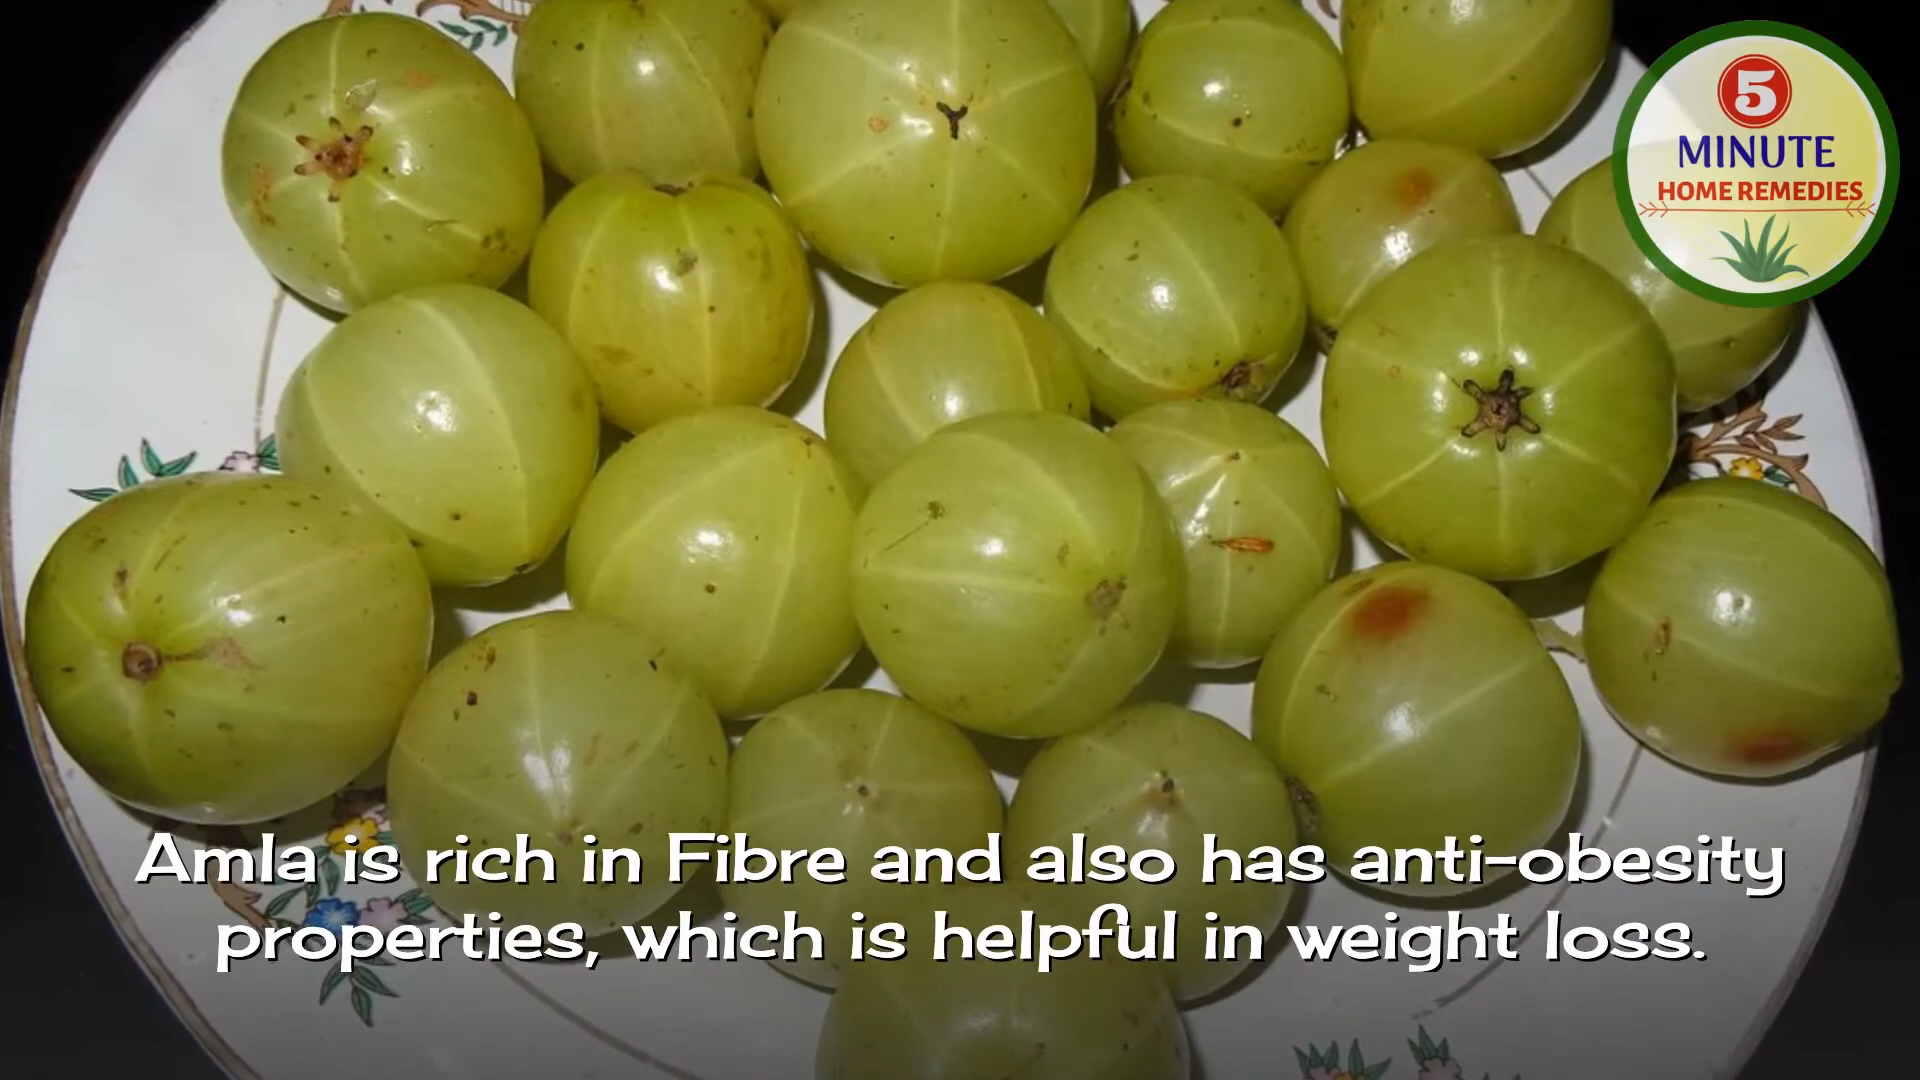 5
MINUTE
HOME REMEDIES
Amla is rich in Fibre and also has anti-obesity
properties, which is helpful in weight loss.